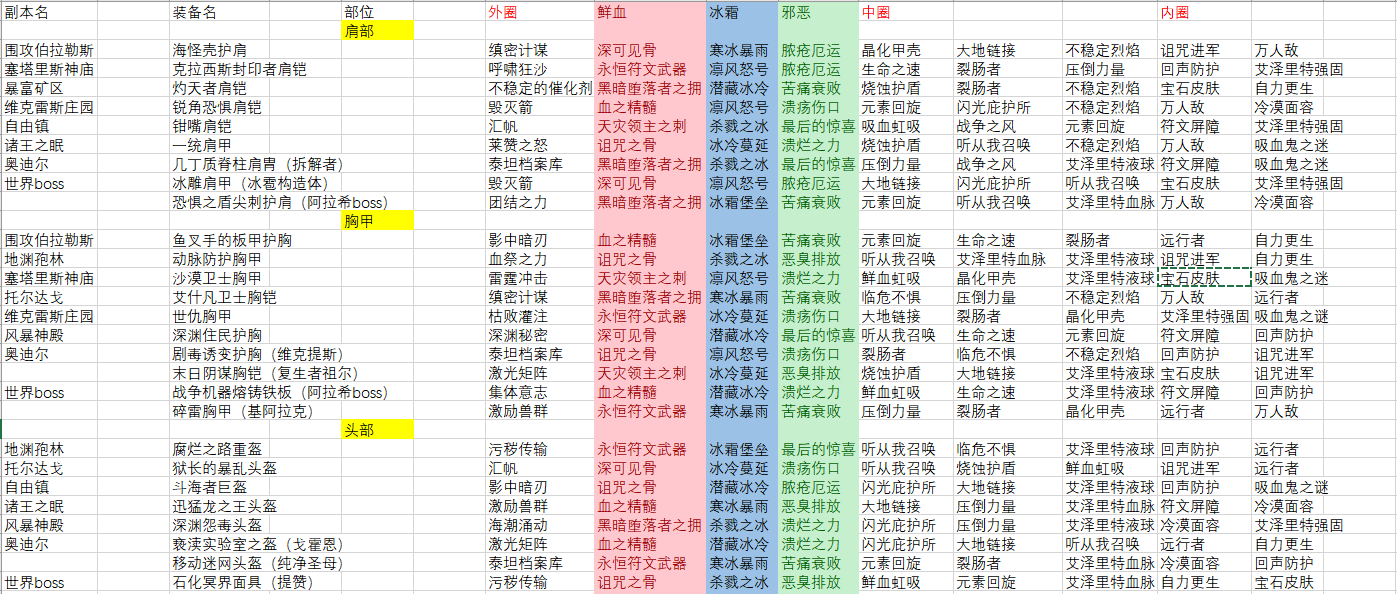 副本名 装备名 部位 外圈 鲜血 冰霜 邪恶 中圈 内圈
肩部
围攻伯拉勒斯 海怪壳护肩 缜密计谋 深可见骨 寒冰暴雨 脓疮厄运 晶化甲壳 大地链接 不稳定烈焰 诅咒进军 万人敌
塞塔里斯神庙 克拉西斯封印者肩铠 呼啸狂沙 永恒符文武器 凛风怒号 脓疮厄运 生命之速 裂肠者 压倒力量 回声防护 艾泽里特强固
暴富矿区 灼天者肩铠 不稳定的催化剂 黑暗堕落者之拥 潜藏冰冷 苦痛衰败 烧蚀护盾 裂肠者 不稳定烈焰 宝石皮肤 自力更生
维克雷斯庄园 锐角恐惧肩铠 毁灭箭 血之精髓 凛风怒号 溃疡伤口 元素回旋 闪光庇护所 不稳定烈焰 万人敌 冷漠面容
自由镇 钳嘴肩铠 汇帆 天灾领主之刺 杀戮之冰 最后的惊喜 吸血虹吸 战争之风 元素回旋 符文屏障 艾泽里特强固
诸王之眠 一统肩甲 莱赞之怒 诅咒之骨 冰冷蔓延 溃烂之力 烧蚀护盾 听从我召唤 不稳定烈焰 万人敌 吸血鬼之迷
奥迪尔 几丁质脊柱肩胄（拆解者） 泰坦档案库 黑暗堕落者之拥 杀戮之冰 最后的惊喜 压倒力量 战争之风 艾泽里特液球 符文屏障 吸血鬼之迷
世界boss 冰雕肩甲（冰雹构造体） 毁灭箭 深可见骨 凛风怒号 脓疮厄运 大地链接 闪光庇护所 听从我召唤 宝石皮肤 艾泽里特强固
恐惧之盾尖刺护肩（阿拉希boss） 团结之力 黑暗堕落者之拥 冰霜堡垒 苦痛衰败 元素回旋 听从我召唤 艾泽里特血脉 万人敌 冷漠面容
胸甲
围攻伯拉勒斯 鱼叉手的板甲护胸 影中暗刃 血之精髓 冰霜堡垒 苦痛衰败 元素回旋 生命之速 裂肠者 远行者 自力更生
地渊孢林 动脉防护胸甲 血祭之力 诅咒之骨 杀戮之冰 恶臭排放 听从我召唤 艾泽里特血脉 艾泽里特液球 诅咒进军 自力更生
塞塔里斯神庙 沙漠卫士胸甲 雷霆冲击 天灾领主之刺 凛风怒号 溃烂之力 鲜血虹吸 晶化甲壳 艾泽里特液球 宝石皮肤 吸血鬼之迷
托尔达戈 艾什凡卫士胸铠 缜密计谋 黑暗堕落者之拥 寒冰暴雨 苦痛衰败 临危不惧 压倒力量 不稳定烈焰 万人敌 远行者
维克雷斯庄园 世仇胸甲 枯败灌注 永恒符文武器 冰冷蔓延 溃疡伤口 大地链接 裂肠者 晶化甲壳 艾泽里特强固 吸血鬼之谜
风暴神殿 深渊住民护胸 深渊秘密 深可见骨 潜藏冰冷 最后的惊喜 听从我召唤 生命之速 元素回旋 符文屏障 回声防护
奥迪尔 剧毒诱变护胸（维克提斯） 泰坦档案库 诅咒之骨 凛风怒号 溃疡伤口 裂肠者 临危不惧 不稳定烈焰 回声防护 诅咒进军
末日阴谋胸铠（复生者祖尔） 激光矩阵 天灾领主之刺 冰冷蔓延 恶臭排放 烧蚀护盾 大地链接 艾泽里特液球 宝石皮肤 诅咒进军
世界boss 战争机器熔铸铁板（阿拉希boss） 集体意志 血之精髓 潜藏冰冷 溃烂之力 鲜血虹吸 生命之速 艾泽里特液球 符文屏障 回声防护
碎雷胸甲（基阿拉克） 激励兽群 永恒符文武器 寒冰暴雨 苦痛衰败 压倒力量 裂肠者 晶化甲壳 远行者 万人敌
头部
地渊孢林 腐烂之路重盔 污秽传输 永恒符文武器 冰霜堡垒 最后的惊喜 听从我召唤 临危不惧 艾泽里特液球 回声防护 远行者
托尔达戈 狱长的暴乱头盔 汇帆 深可见骨 冰冷蔓延 溃疡伤口 听从我召唤 烧蚀护盾 鲜血虹吸 诅咒进军 远行者
自由镇 斗海者巨盔 影中暗刃 诅咒之骨 潜藏冰冷 脓疮厄运 闪光庇护所 大地链接 艾泽里特液球 回声防护 吸血鬼之谜
诸王之眠 迅猛龙之王头盔 激励兽群 血之精髓 寒冰暴雨 恶臭排放 大地链接 压倒力量 艾泽里特血脉 符文屏障 冷漠面容
风暴神殿 深渊怨毒头盔 海潮涌动 黑暗堕落者之拥 杀戮之冰 溃烂之力 闪光庇护所 压倒力量 艾泽里特液球 冷漠面容 艾泽里特强固
奥迪尔 亵渎实验室之盔（戈霍恩） 激光矩阵 血之精髓 潜藏冰冷 溃烂之力 闪光庇护所 大地链接 听从我召唤 远行者 自力更生
移动迷网头盔（纯净圣母） 泰坦档案库 永恒符文武器 寒冰暴雨 苦痛衰败 元素回旋 裂肠者 艾泽里特血脉 冷漠面容 回声防护
世界boss 石化冥界面具（提赞） 污秽传输 诅咒之骨 杀戮之冰 恶臭排放 鲜血虹吸 元素回旋 艾泽里特血脉 自力更生 宝石皮肤